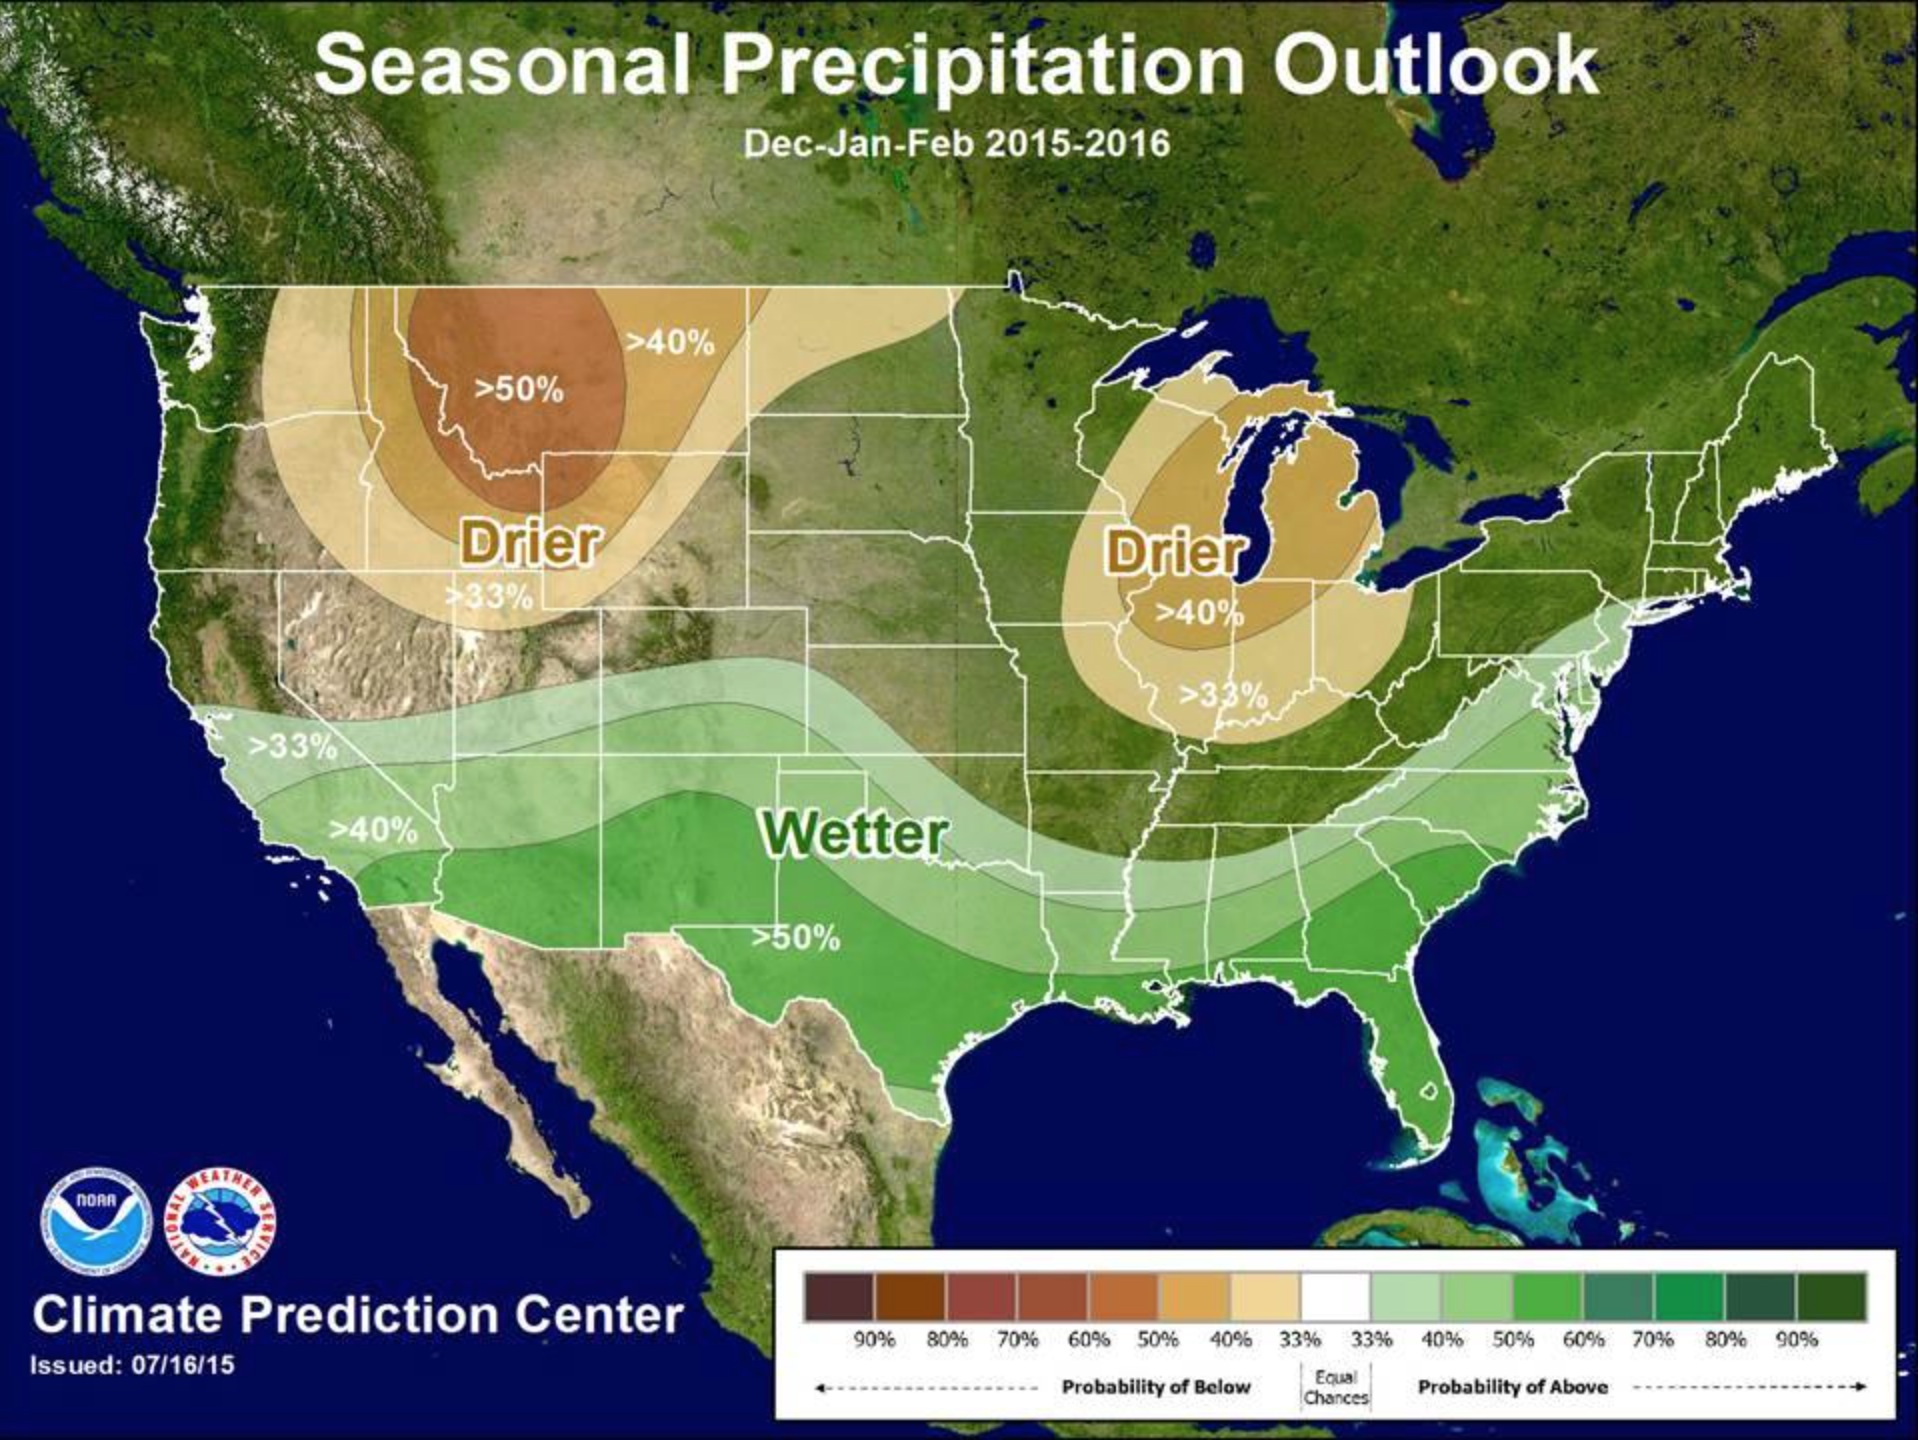 Seasonal Precipitation Outlook
Dec-Jan-Feb 2015-2016
>40%
>50%
Drier
>33%
Drier
>40%
>33%
>33%
>40%
Wetter
>50%
NOAA
NATIONAL WEATHER SERVICE
Climate Prediction Center
Issued: 07/16/15
90% 80% 70% 60% 50% 40% 33% 33% 40% 50% 60% 70% 80% 90%
Probability of Below
Equal
Chances
Probability of Above